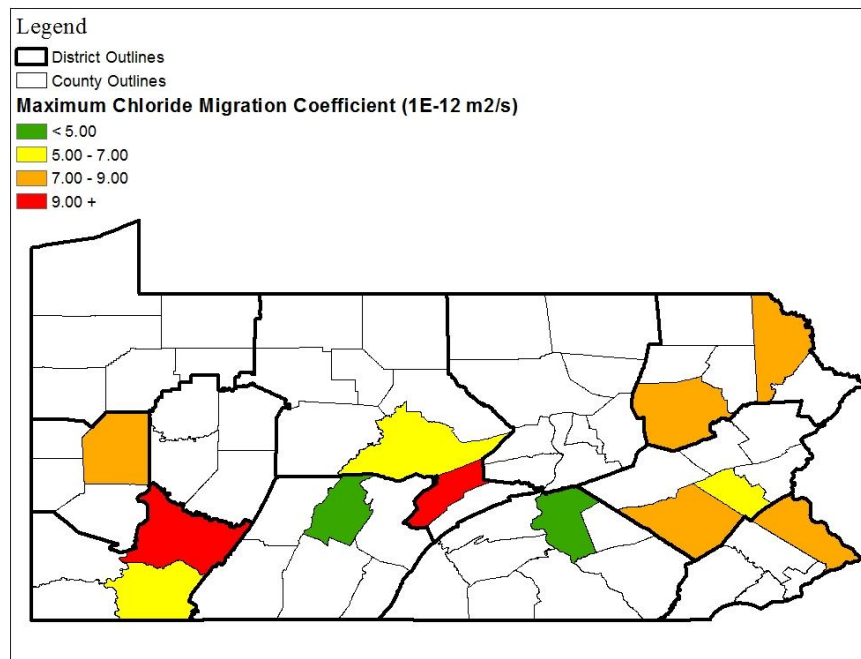 Legend
District Outlines
County Outlines
Maximum Chloride Migration Coefficient (1E-12 m2/s)
< 5.00
5.00 - 7.00
7.00 - 9.00
9.00 +